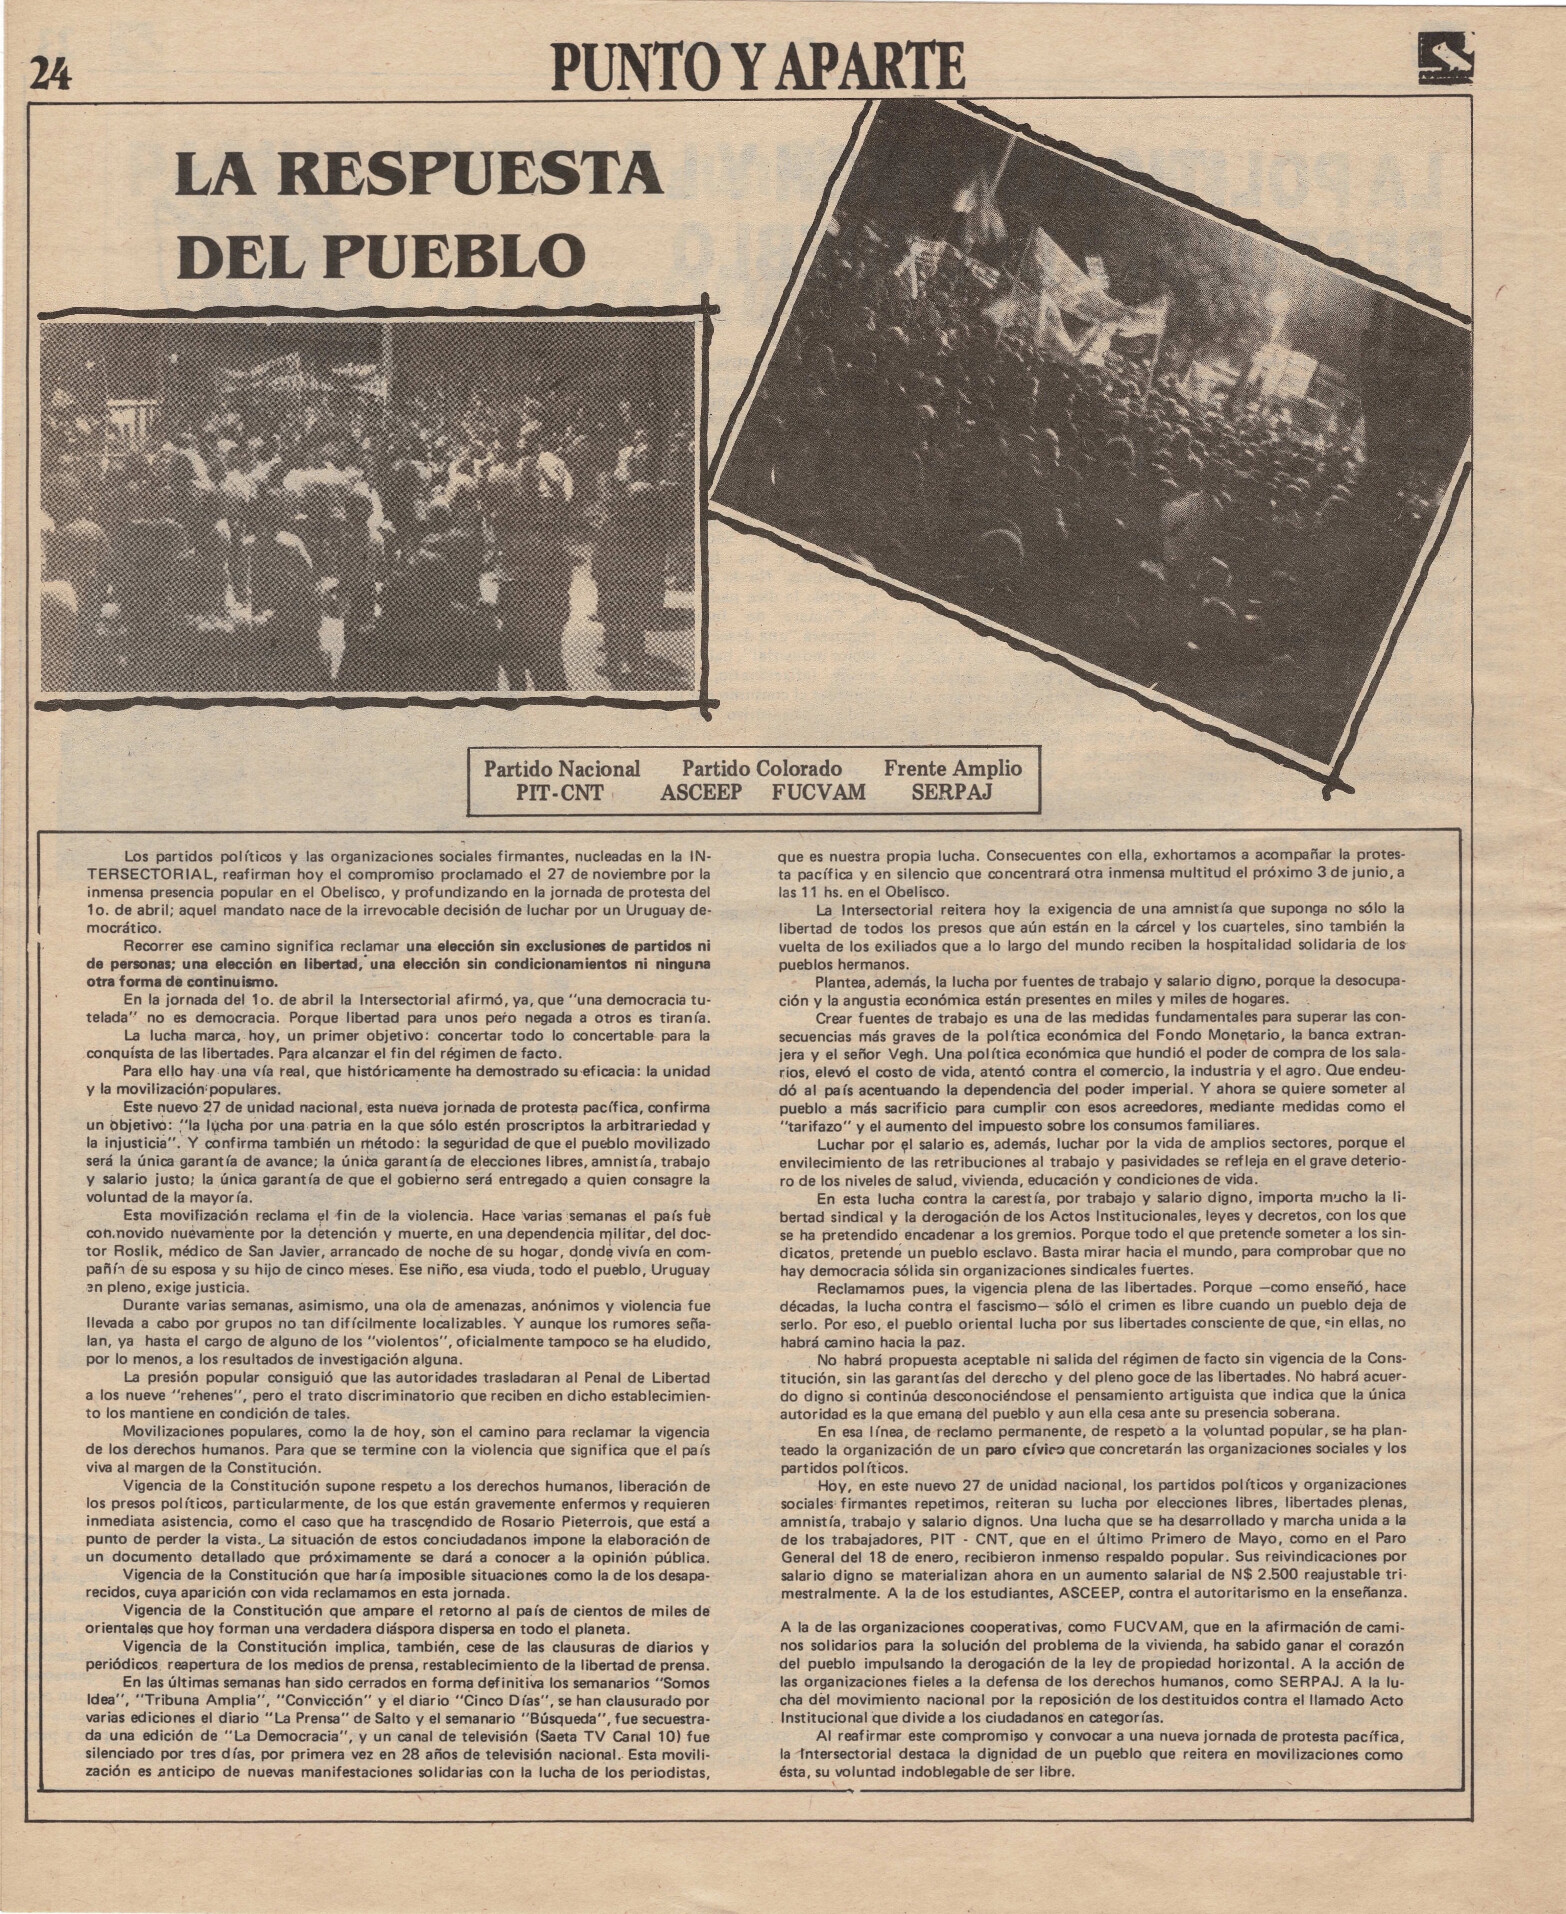 24
PUNTO Y APARTE
LA RESPUESTA
DEL PUEBLO
Partido Nacional Partido Colorado Frente Amplio
PIT-CNT ASCEEP FUCVAM SERPAJ
Los partidos políticos y las organizaciones sociales firmantes, nucleadas en la IN-
TERSECTORIAL, reafirman hoy el compromiso proclamado el 27 de noviembre por la
inmensa presencia popular en el Obelisco, y profundizando en la jornada de protesta del
1o. de abril; aquel mandato nace de la irrevocable decisión de luchar por un Uruguay de-
mocrático.
Recorrer ese camino significa reclamar una elección sin exclusiones de partidos ni
de personas; una elección en libertad, una elección sin condicionamientos ni ninguna
otra forma de continuismo.
En la jornada del 1o. de abril la Intersectorial afirmó, ya, que "una democracia tu-
telada" no es democracia. Porque libertad para unos pero negada a otros es tiranía.
La lucha marca, hoy, un primer objetivo: concertar todo lo concertable para la
conquista de las libertades. Para alcanzar el fin del régimen de facto.
Para ello hay una vía real, que históricamente ha demostrado su eficacia: la unidad
y la movilización populares.
Este nuevo 27 de unidad nacional, esta nueva jornada de protesta pacífica, confirma
un objetivo: "la lucha por una patria en la que sólo estén proscriptos la arbitrariedad y
la injusticia". Y confirma también un método: la seguridad de que el pueblo movilizado
será la única garantía de avance; la única garantía de elecciones libres, amnistía, trabajo
y salario justo; la única garantía de que el gobierno será entregado a quien consagre la
voluntad de la mayoría.
Esta movilización reclama el fin de la violencia. Hace varias semanas el país fue
conmovido nuevamente por la detención y muerte, en una dependencia militar, del doc-
tor Roslik, médico de San Javier, arrancado de noche de su hogar, donde vivía en com-
pañía de su esposa y su hijo de cinco meses. Ese niño, esa viuda, todo el pueblo, Uruguay
en pleno, exige justicia.
Durante varias semanas, asimismo, una ola de amenazas, anónimos y violencia fue
llevada a cabo por grupos no tan difícilmente localizables. Y aunque los rumores seña-
lan, ya hasta el cargo de alguno de los "violentos", oficialmente tampoco se ha eludido,
por lo menos, a los resultados de investigación alguna.
La presión popular consiguió que las autoridades trasladaran al Penal de Libertad
a los nueve "rehenes", pero el trato discriminatorio que reciben en dicho establecimien-
to los mantiene en condición de tales.
Movilizaciones populares, como la de hoy, son el camino para reclamar la vigencia
de los derechos humanos. Para que se termine con la violencia que significa que el país
viva al margen de la Constitución.
Vigencia de la Constitución supone respeto a los derechos humanos, liberación de
los presos políticos, particularmente, de los que están gravemente enfermos y requieren
inmediata asistencia, como el caso que ha trascendido de Rosario Pieterrois, que está a
punto de perder la vista. La situación de estos conciudadanos impone la elaboración de
un documento detallado que próximamente se dará a conocer a la opinión pública.
Vigencia de la Constitución que haría imposible situaciones como la de los desapa-
recidos, cuya aparición con vida reclamamos en esta jornada.
Vigencia de la Constitución que ampare el retorno al país de cientos de miles de
orientales que hoy forman una verdadera diáspora dispersa en todo el planeta.
Vigencia de la Constitución implica, también, cese de las clausuras de diarios y
periódicos reapertura de los medios de prensa, restablecimiento de la libertad de prensa.
En las últimas semanas han sido cerrados en forma definitiva los semanarios "Somos
Idea", "Tribuna Amplia", "Convicción" y el diario "Cinco Días", se han clausurado por
varias ediciones el diario "La Prensa" de Salto y el semanario "Búsqueda", fue secuestra-
da una edición de "La Democracia", y un canal de televisión (Saeta TV Canal 10) fue
silenciado por tres días, por primera vez en 28 años de televisión nacional. Esta movili-
zación es anticipo de nuevas manifestaciones solidarias con la lucha de los periodistas,
que es nuestra propia lucha. Consecuentes con ella, exhortamos a acompañar la protes-
ta pacífica y en silencio que concentrará otra inmensa multitud el próximo 3 de junio, a
las 11 hs. en el Obelisco.
La Intersectorial reitera hoy la exigencia de una amnistía que suponga no sólo la
libertad de todos los presos que aún están en la cárcel y los cuarteles, sino también la
vuelta de los exiliados que a lo largo del mundo reciben la hospitalidad solidaria de los
pueblos hermanos.
Plantea, además, la lucha por fuentes de trabajo y salario digno, porque la desocupa-
ción y la angustia económica están presentes en miles y miles de hogares.
Crear fuentes de trabajo es una de las medidas fundamentales para superar las con-
secuencias más graves de la política económica del Fondo Monetario, la banca extran-
jera y el señor Vegh. Una política económica que hundió el poder de compra de los sala-
rios, elevó el costo de vida, atentó contra el comercio, la industria y el agro. Que endeu-
dó al país acentuando la dependencia del poder imperial. Y ahora se quiere someter al
pueblo a más sacrificio para cumplir con esos acreedores, mediante medidas como el
"tarifazo" y el aumento del impuesto sobre los consumos familiares.
Luchar por el salario es, además, luchar por la vida de amplios sectores, porque el
envilecimiento de las retribuciones al trabajo y pasividades se refleja en el grave deterio-
ro de los niveles de salud, vivienda, educación y condiciones de vida.
En esta lucha contra la carestía, por trabajo y salario digno, importa mucho la li-
bertad sindical y la derogación de los Actos Institucionales, leyes y decretos, con los que
se ha pretendido encadenar a los gremios. Porque todo el que pretende someter a los sin-
dicatos, pretende un pueblo esclavo. Basta mirar hacia el mundo, para comprobar que no
hay democracia sólida sin organizaciones sindicales fuertes.
Reclamamos pues, la vigencia plena de las libertades. Porque —como enseñó, hace
décadas, la lucha contra el fascismo— sólo el crimen es libre cuando un pueblo deja de
serlo. Por eso, el pueblo oriental lucha por sus libertades consciente de que, sin ellas, no
habrá camino hacia la paz.
No habrá propuesta aceptable ni salida del régimen de facto sin vigencia de la Cons-
titución, sin las garantías del derecho y del pleno goce de las libertades. No habrá acuer-
do digno si continúa desconociéndose el pensamiento artiguista que indica que la única
autoridad es la que emana del pueblo y aun ella cesa ante su presencia soberana.
En esa línea, de reclamo permanente, de respeto a la voluntad popular, se ha plan-
teado la organización de un paro cívico que concretarán las organizaciones sociales y los
partidos políticos.
Hoy, en este nuevo 27 de unidad nacional, los partidos políticos y organizaciones
sociales firmantes repetimos, reiteran su lucha por elecciones libres, libertades plenas,
amnistía, trabajo y salario dignos. Una lucha que se ha desarrollado y marcha unida a la
de los trabajadores, PIT - CNT, que en el último Primero de Mayo, como en el Paro
General del 18 de enero, recibieron inmenso respaldo popular. Sus reivindicaciones por
salario digno se materializan ahora en un aumento salarial de N$ 2.500 reajustable tri-
mestralmente. A la de los estudiantes, ASCEEP, contra el autoritarismo en la enseñanza.
A la de las organizaciones cooperativas, como FUCVAM, que en la afirmación de cami-
nos solidarios para la solución del problema de la vivienda, ha sabido ganar el corazón
del pueblo impulsando la derogación de la ley de propiedad horizontal. A la acción de
las organizaciones fieles a la defensa de los derechos humanos, como SERPAJ. A la lu-
cha del movimiento nacional por la reposición de los destituidos contra el llamado Acto
Institucional que divide a los ciudadanos en categorías.
Al reafirmar este compromiso y convocar a una nueva jornada de protesta pacífica,
la Intersectorial destaca la dignidad de un pueblo que reitera en movilizaciones como
ésta, su voluntad indoblegable de ser libre.